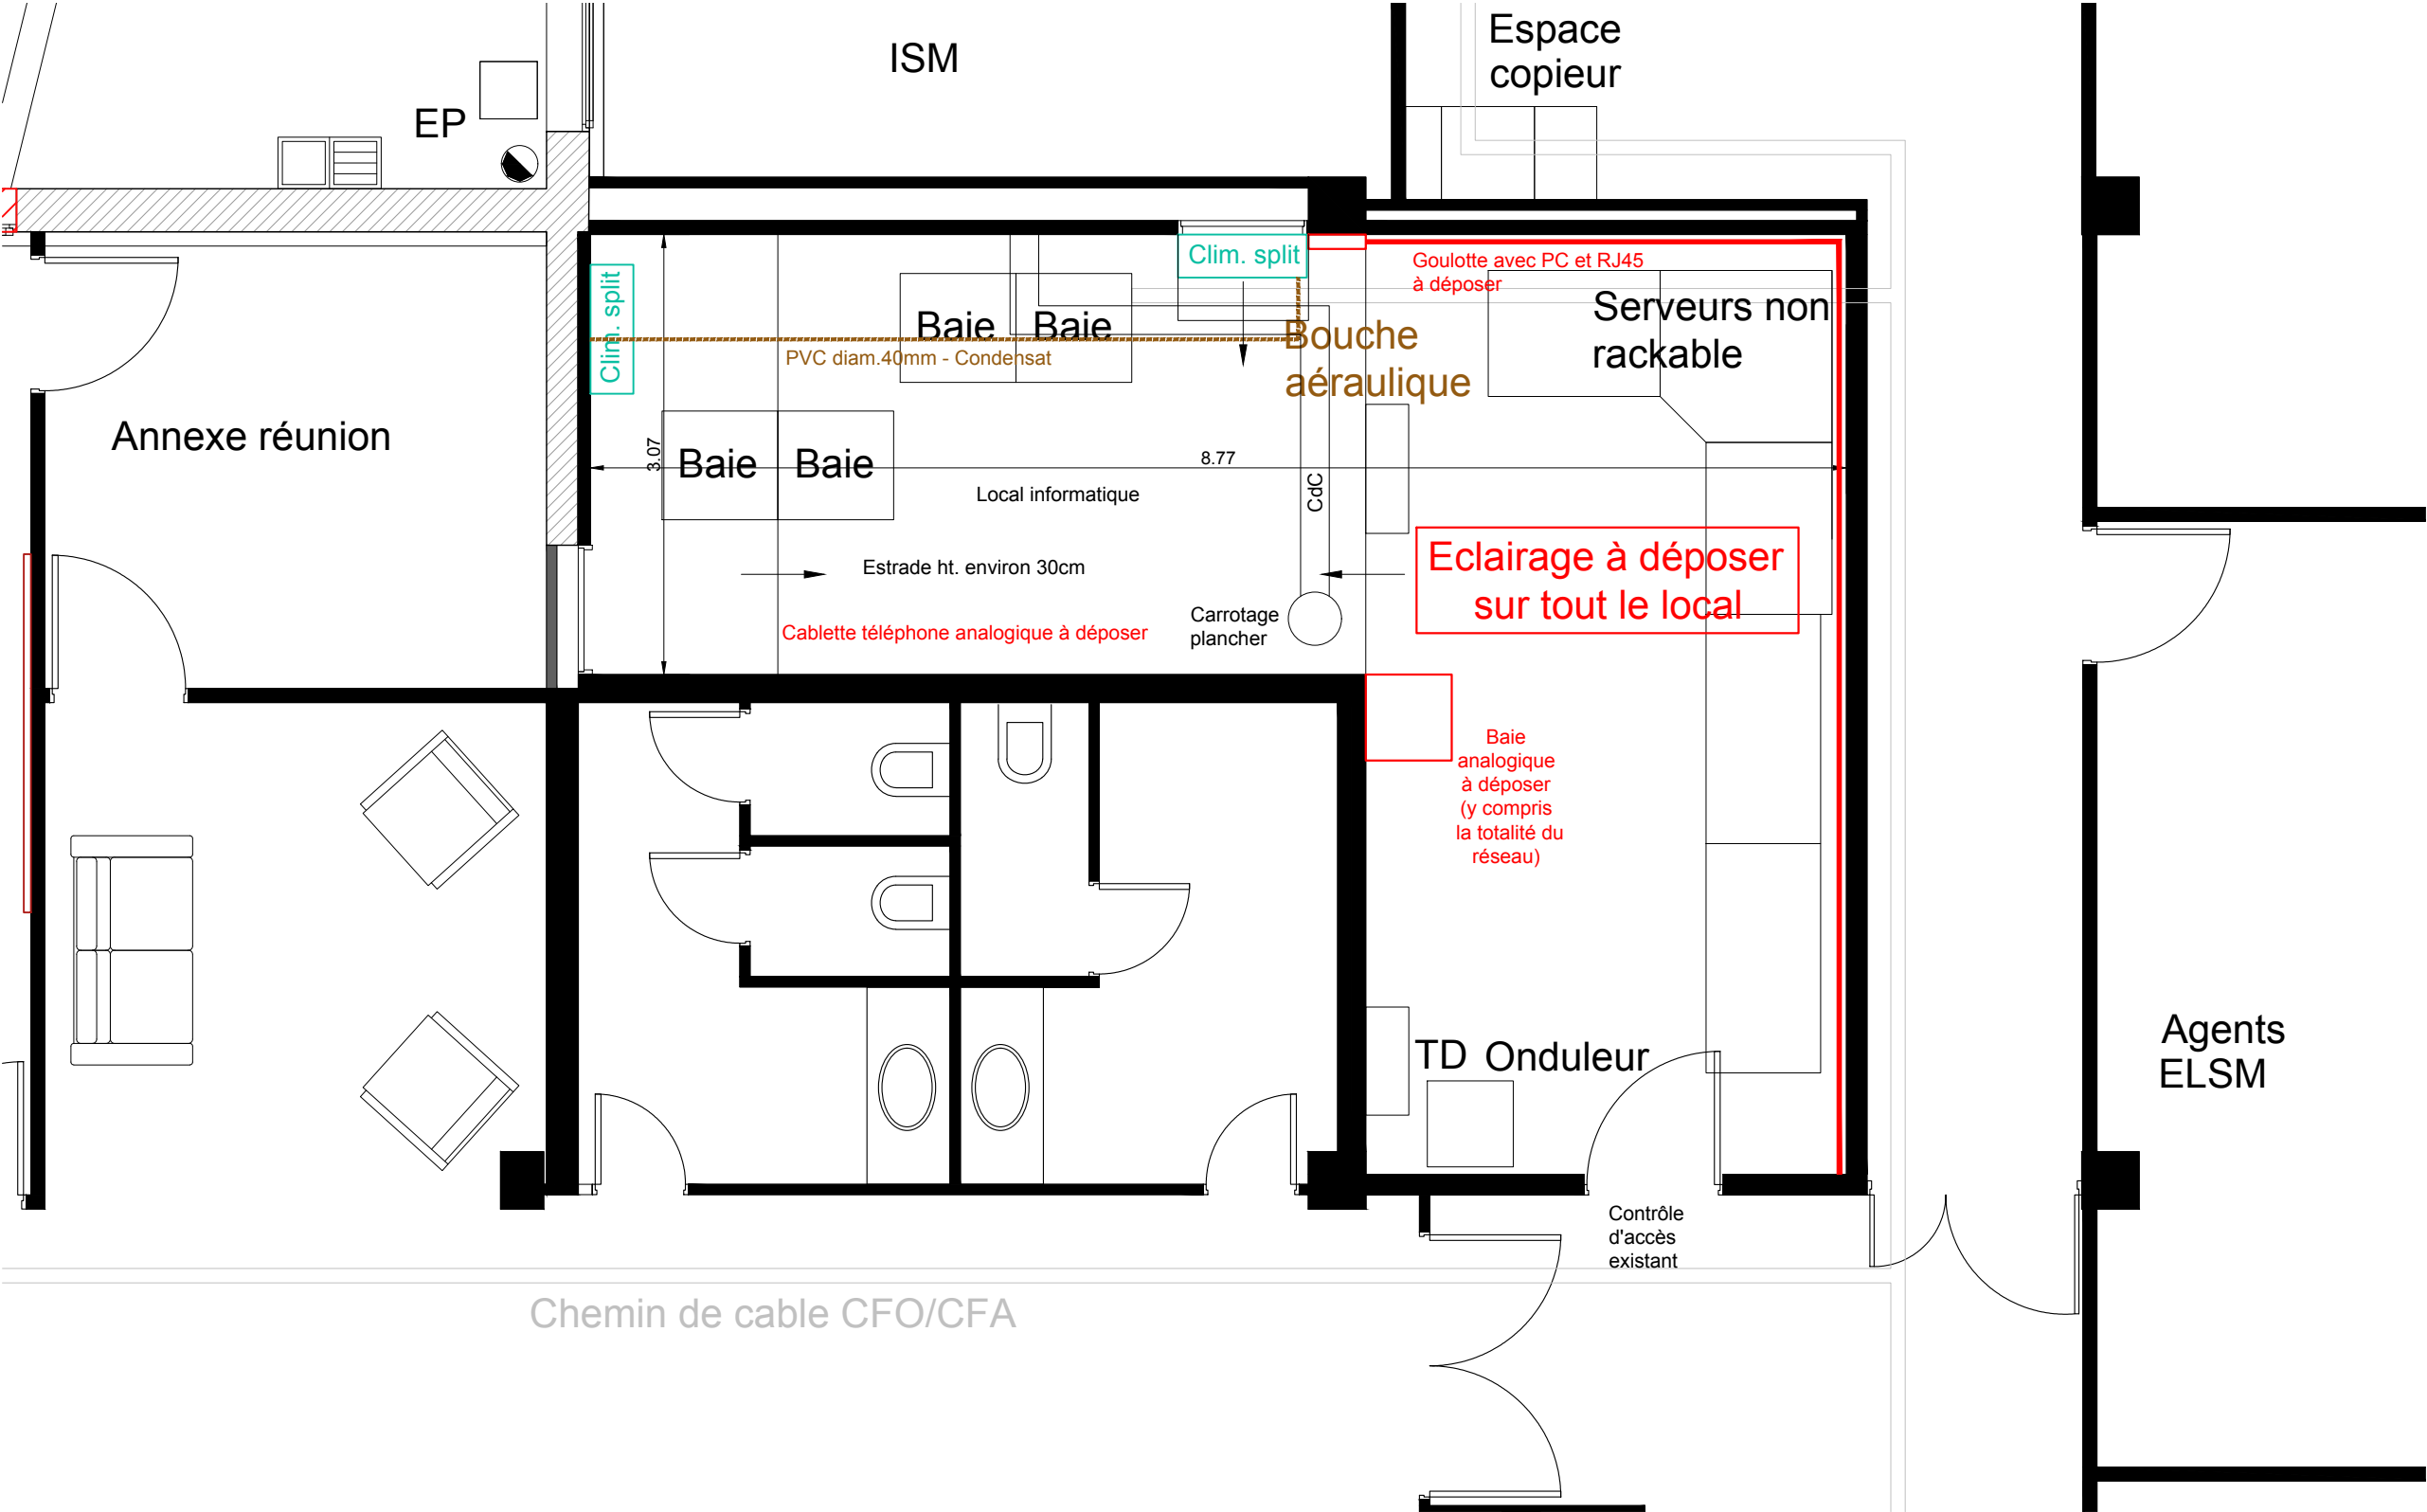 ISM
Espace
copieur
EP
Clim. split
Clim. split
Goulotte avec PC et RJ45
à déposer
Serveurs non
rackable
Baie
Baie
Bouche
aéraulique
PVC diam.40mm - Condensat
Annexe réunion
3.07
Baie
Baie
8.77
CdC
Local informatique
Estrade ht. environ 30cm
Eclairage à déposer
sur tout le local
Carrotage
plancher
Cablette téléphone analogique à déposer
Baie
analogique
à déposer
(y compris
la totalité du
réseau)
TD
Onduleur
Agents
ELSM
Contrôle
d'accès
existant
Chemin de cable CFO/CFA